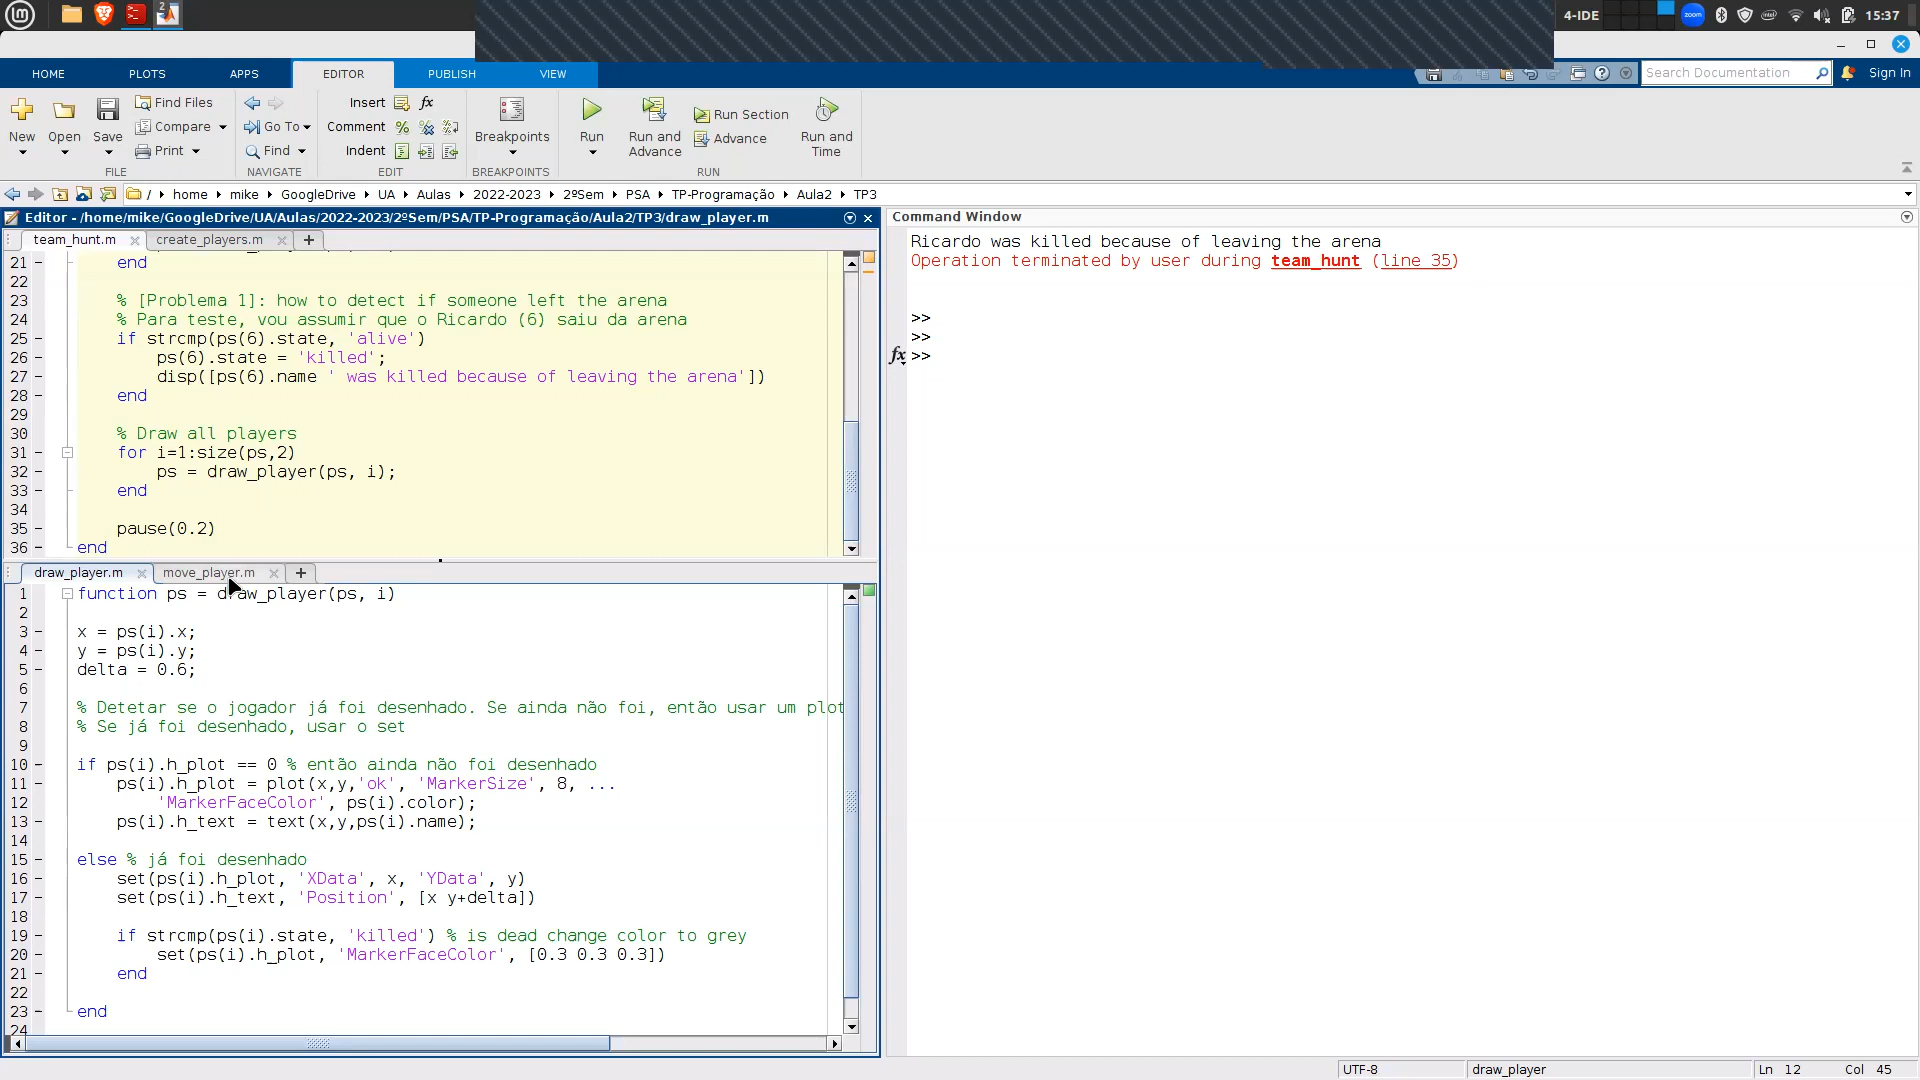 2
4-IDE
zoom
15:37
HOME PLOTS APPS EDITOR PUBLISH VIEW
Search Documentation
Sign In
New Open Save
Find Files
Compare
Print
FILE
Go To
Find
NAVIGATE
Insert fx
Comment
Indent
EDIT
Breakpoints
BREAKPOINTS
Run
Run and Advance
Run Section
Advance
Run and Time
RUN
/ home mike GoogleDrive UA Aulas 2022-2023 2ºSem PSA TP-Programação Aula2 TP3
Editor - /home/mike/GoogleDrive/UA/Aulas/2022-2023/2ºSem/PSA/TP-Programação/Aula2/TP3/draw_player.m
team_hunt.m create_players.m +
21 end
22
23 % [Problema 1]: how to detect if someone left the arena
24 % Para teste, vou assumir que o Ricardo (6) saiu da arena
25 if strcmp(ps(6).state, 'alive')
26 ps(6).state = 'killed';
27 disp([ps(6).name ' was killed because of leaving the arena'])
28 end
29
30 % Draw all players
31 for i=1:size(ps,2)
32 ps = draw_player(ps, i);
33 end
34
35 pause(0.2)
36 end
draw_player.m move_player.m +
1 function ps = draw_player(ps, i)
2
3 x = ps(i).x;
4 y = ps(i).y;
5 delta = 0.6;
6
7 % Detetar se o jogador já foi desenhado. Se ainda não foi, então usar um plot
8 % Se já foi desenhado, usar o set
9
10 if ps(i).h_plot == 0 % então ainda não foi desenhado
11 ps(i).h_plot = plot(x,y,'ok', 'MarkerSize', 8, ...
12 'MarkerFaceColor', ps(i).color);
13 ps(i).h_text = text(x,y,ps(i).name);
14
15 else % já foi desenhado
16 set(ps(i).h_plot, 'XData', x, 'YData', y)
17 set(ps(i).h_text, 'Position', [x y+delta])
18
19 if strcmp(ps(i).state, 'killed') % is dead change color to grey
20 set(ps(i).h_plot, 'MarkerFaceColor', [0.3 0.3 0.3])
21 end
22
23 end
24
Command Window
Ricardo was killed because of leaving the arena
Operation terminated by user during team_hunt (line 35)
>>
>>
fx >>
UTF-8 draw_player Ln 12 Col 45